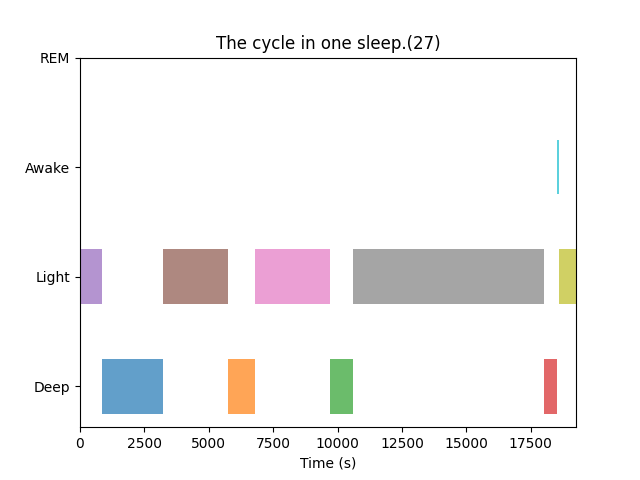 The cycle in one sleep.(27)
REM
Awake
Light
Deep
0 2500 5000 7500 10000 12500 15000 17500
Time (s)